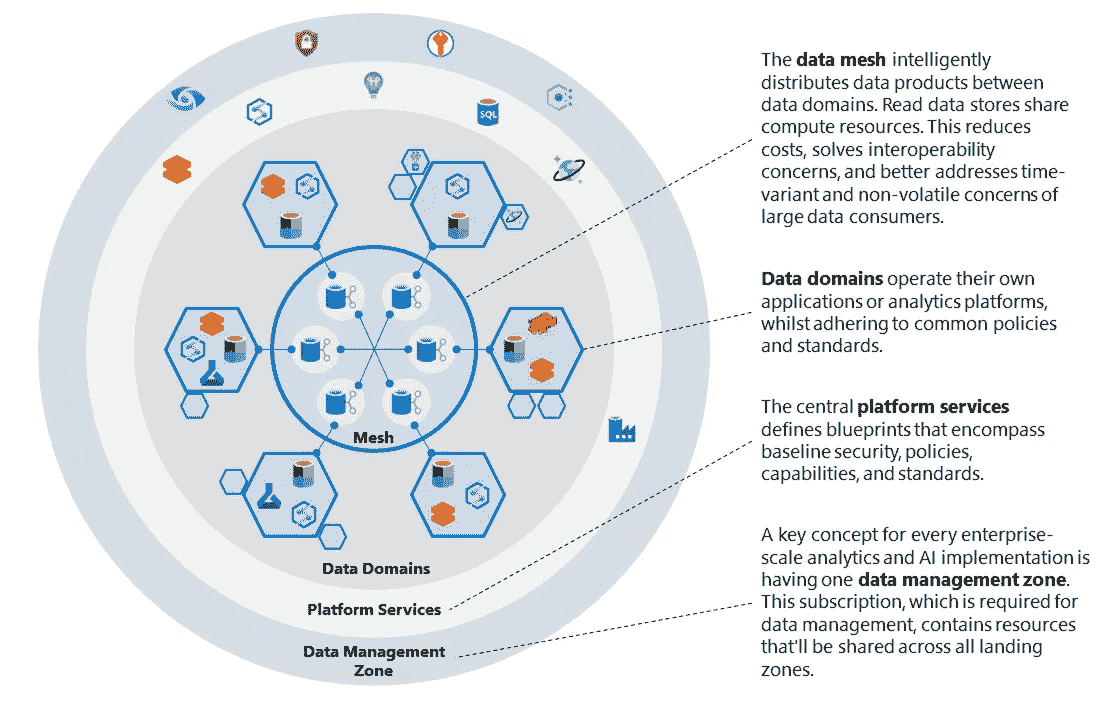 SQL
Mesh
Data Domains
Platform Services
Data Management
Zone
The data mesh intelligently
distributes data products between
data domains. Read data stores share
compute resources. This reduces
costs, solves interoperability
concerns, and better addresses time-
variant and non-volatile concerns of
large data consumers.
Data domains operate their own
applications or analytics platforms,
whilst adhering to common policies
and standards.
The central platform services
defines blueprints that encompass
baseline security, policies,
capabilities, and standards.
A key concept for every enterprise-
scale analytics and AI implementation is
having one data management zone.
This subscription, which is required for
data management, contains resources
that'll be shared across all landing
zones.